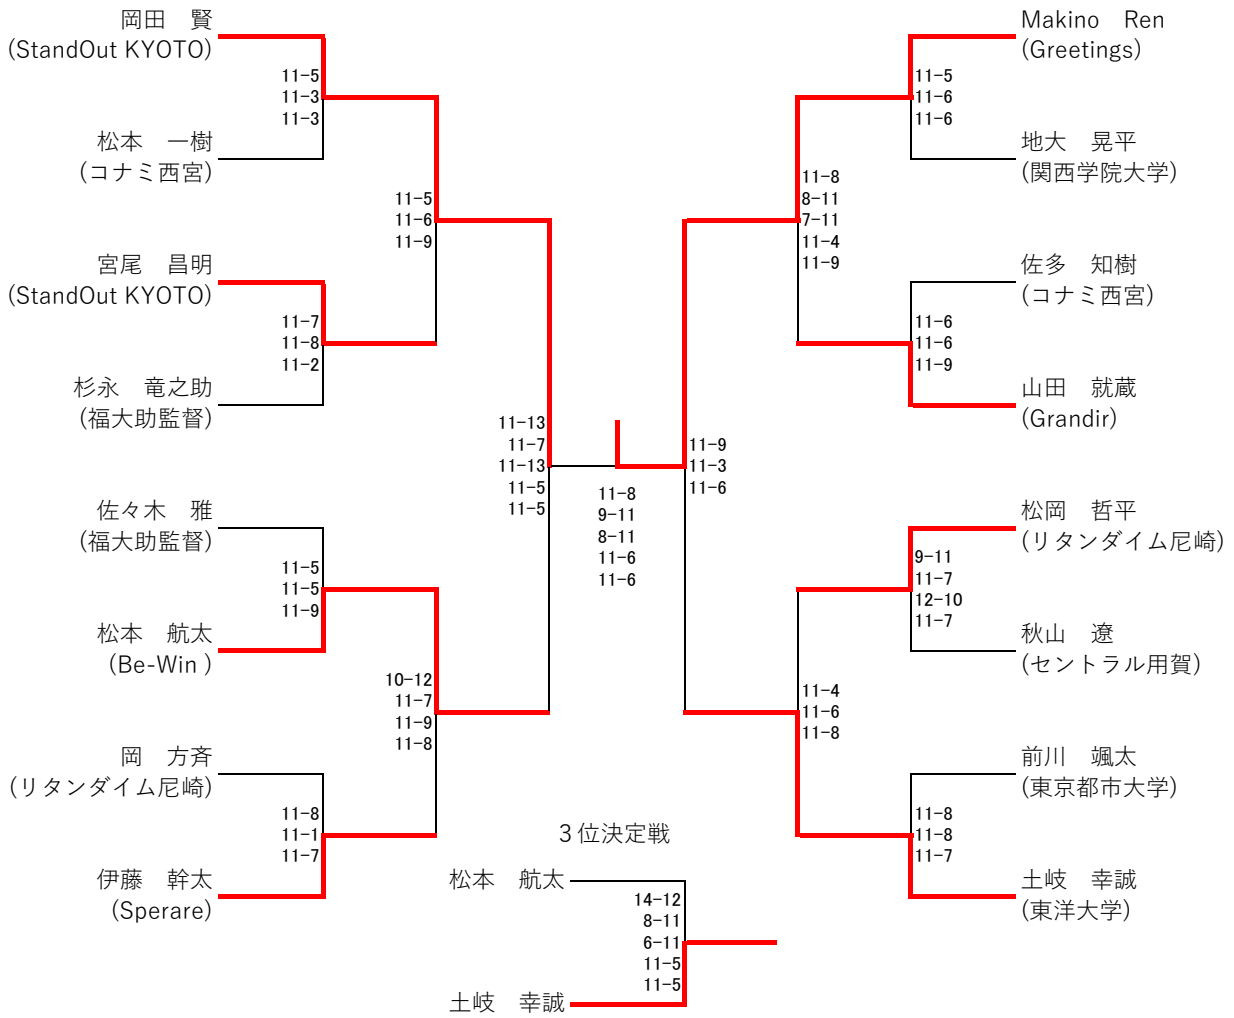 岡田　賢
(StandOut KYOTO)
11-5
11-3
11-3
松本　一樹
(コナミ西宮)
11-5
11-6
11-9
宮尾　昌明
(StandOut KYOTO)
11-7
11-8
11-2
杉永　竜之助
(福大助監督)
11-13
11-7
11-13
11-5
11-5
佐々木　雅
(福大助監督)
11-5
11-5
11-9
松本　航太
(Be-Win )
10-12
11-7
11-9
11-8
岡　方斉
(リタンダイム尼崎)
11-8
11-1
11-7
伊藤　幹太
(Sperare)
11-8
9-11
8-11
11-6
11-6
Makino　Ren
(Greetings)
11-5
11-6
11-6
地大　晃平
(関西学院大学)
11-8
8-11
7-11
11-4
11-9
佐多　知樹
(コナミ西宮)
11-6
11-6
11-9
山田　就蔵
(Grandir)
11-9
11-3
11-6
松岡　哲平
(リタンダイム尼崎)
9-11
11-7
12-10
11-7
秋山　遼
(セントラル用賀)
11-4
11-6
11-8
前川　颯太
(東京都市大学)
11-8
11-8
11-7
土岐　幸誠
(東洋大学)
３位決定戦
松本　航太
14-12
8-11
6-11
11-5
11-5
土岐　幸誠